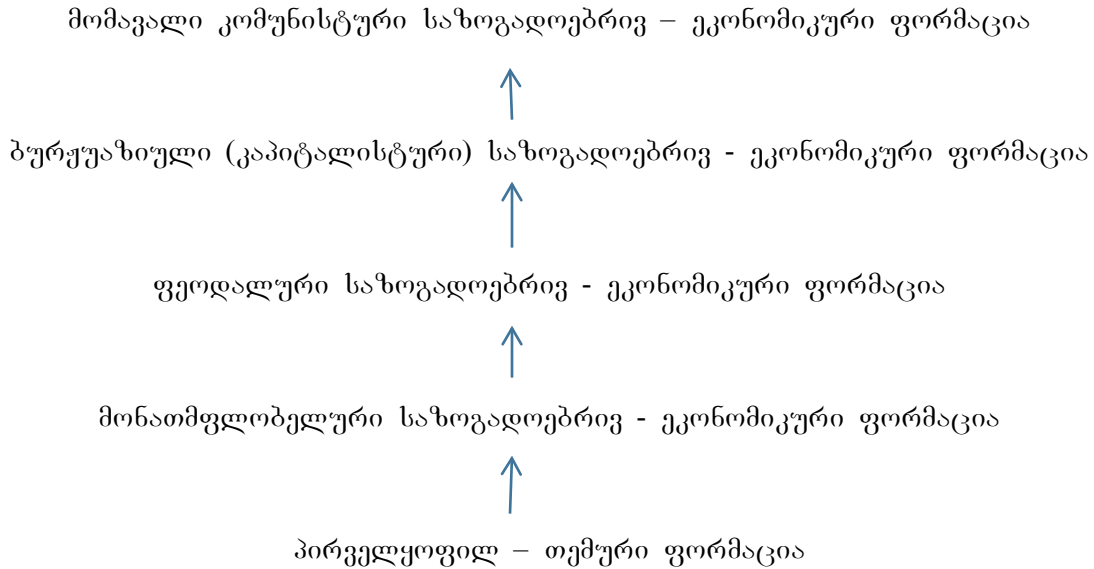 მომავალი კომუნისტური საზოგადოებრივ – ეკონომიკური ფორმაცია
ბურჟუაზიული (კაპიტალისტური) საზოგადოებრივ - ეკონომიკური ფორმაცია
ფეოდალური საზოგადოებრივ - ეკონომიკური ფორმაცია
მონათმფლობელური საზოგადოებრივ - ეკონომიკური ფორმაცია
პირველყოფილ – თემური ფორმაცია